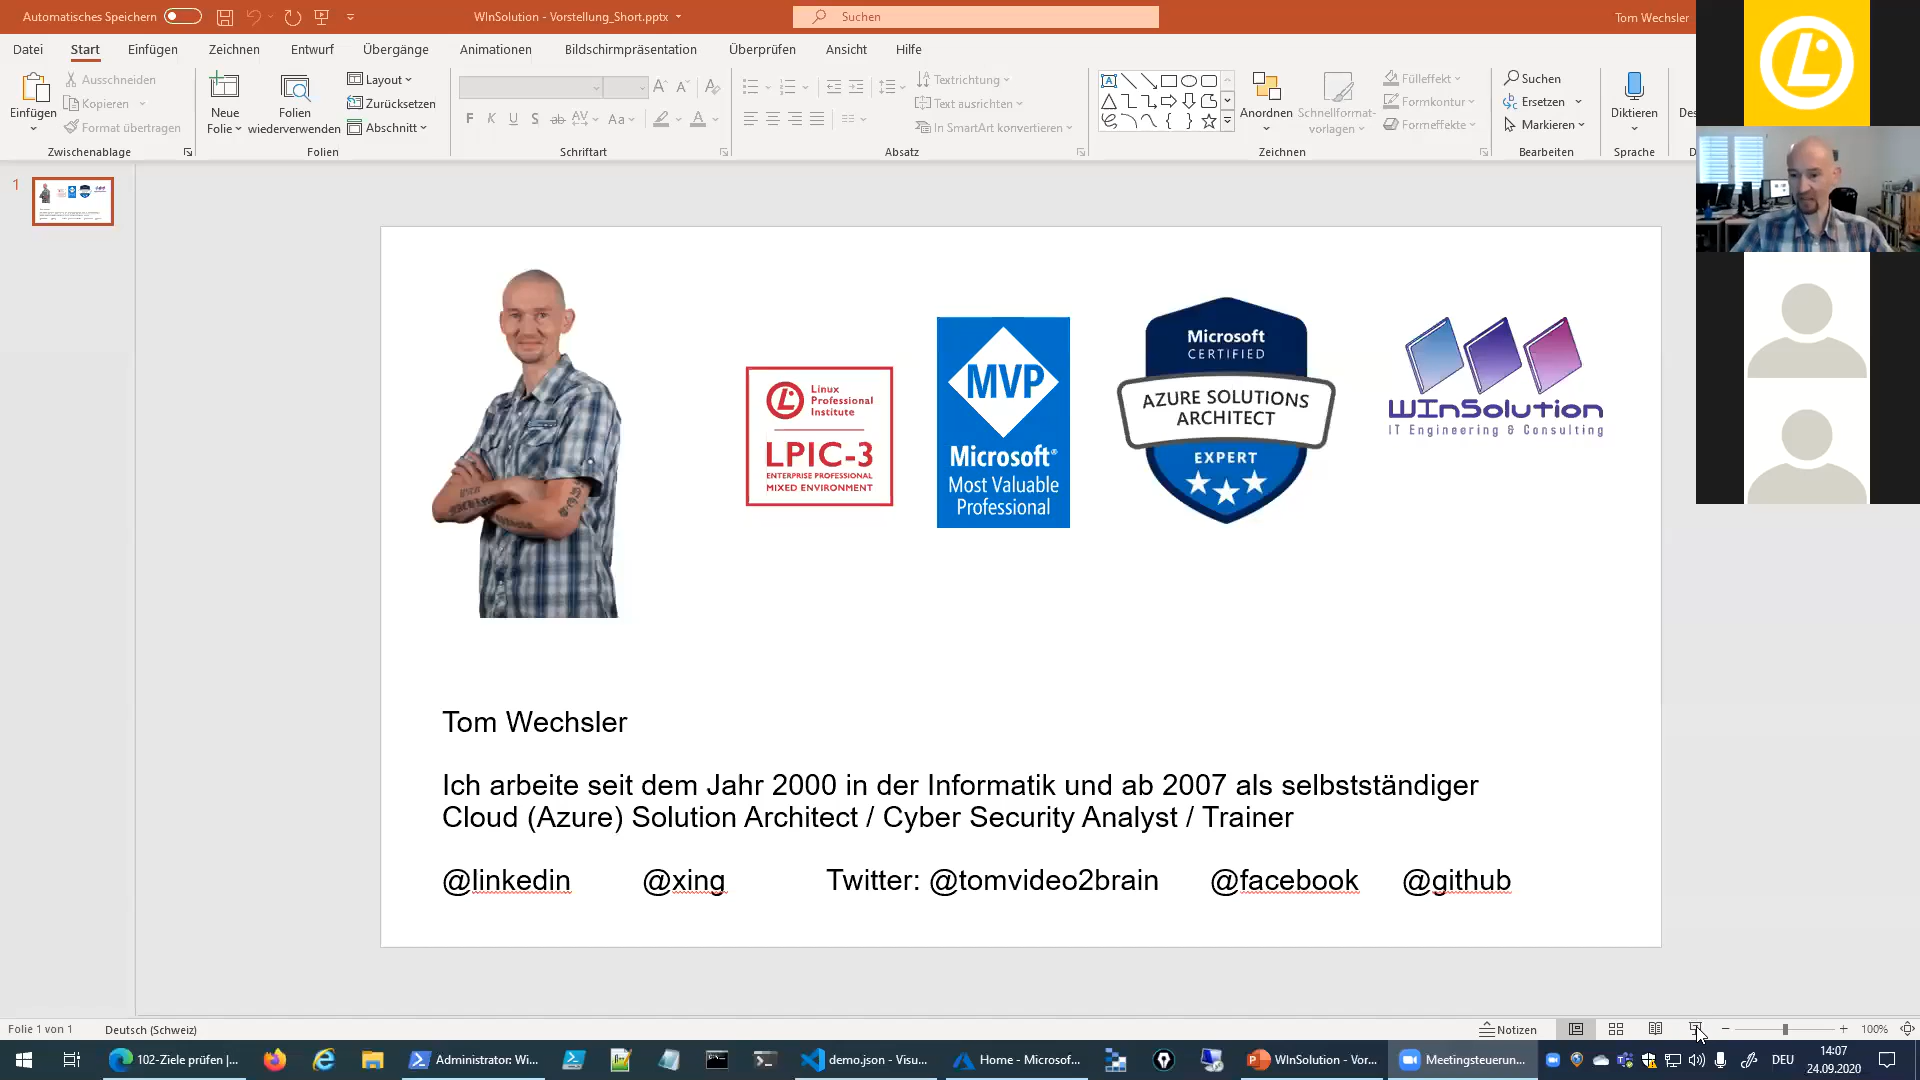 Automatisches Speichern
WInSolution - Vorstellung_Short.pptx
Suchen
Tom Wechsler
Datei Start Einfügen Zeichnen Entwurf Übergänge Animationen Bildschirmpräsentation Überprüfen Ansicht Hilfe
Einfügen
Ausschneiden
Kopieren
Format übertragen
Zwischenablage
Neue
Folie
Folien
wiederverwenden
Layout
Zurücksetzen
Abschnitt
Folien
F K U S ab AV Aa A
Schriftart
Textrichtung
Text ausrichten
In SmartArt konvertieren
Absatz
Anordnen
Schnellformat-
vorlagen
Fülleffekt
Formkontur
Formeffekte
Zeichnen
Suchen
Ersetzen
Markieren
Bearbeiten
Diktieren
Sprache
1
Linux
Professional
Institute
LPIC-3
ENTERPRISE PROFESSIONAL
MIXED ENVIRONMENT
MVP
Microsoft®
Most Valuable
Professional
Microsoft
CERTIFIED
AZURE SOLUTIONS
ARCHITECT
EXPERT
WInSolution
IT Engineering & Consulting
Tom Wechsler
Ich arbeite seit dem Jahr 2000 in der Informatik und ab 2007 als selbstständiger
Cloud (Azure) Solution Architect / Cyber Security Analyst / Trainer
@linkedin @xing Twitter: @tomvideo2brain @facebook @github
Folie 1 von 1 Deutsch (Schweiz) Notizen 100%
102-Ziele prüfen |... Administrator: Wi... demo.json - Visu... Home - Microsof... WInSolution - Vor... Meetingsteuerun... DEU
14:07
24.09.2020